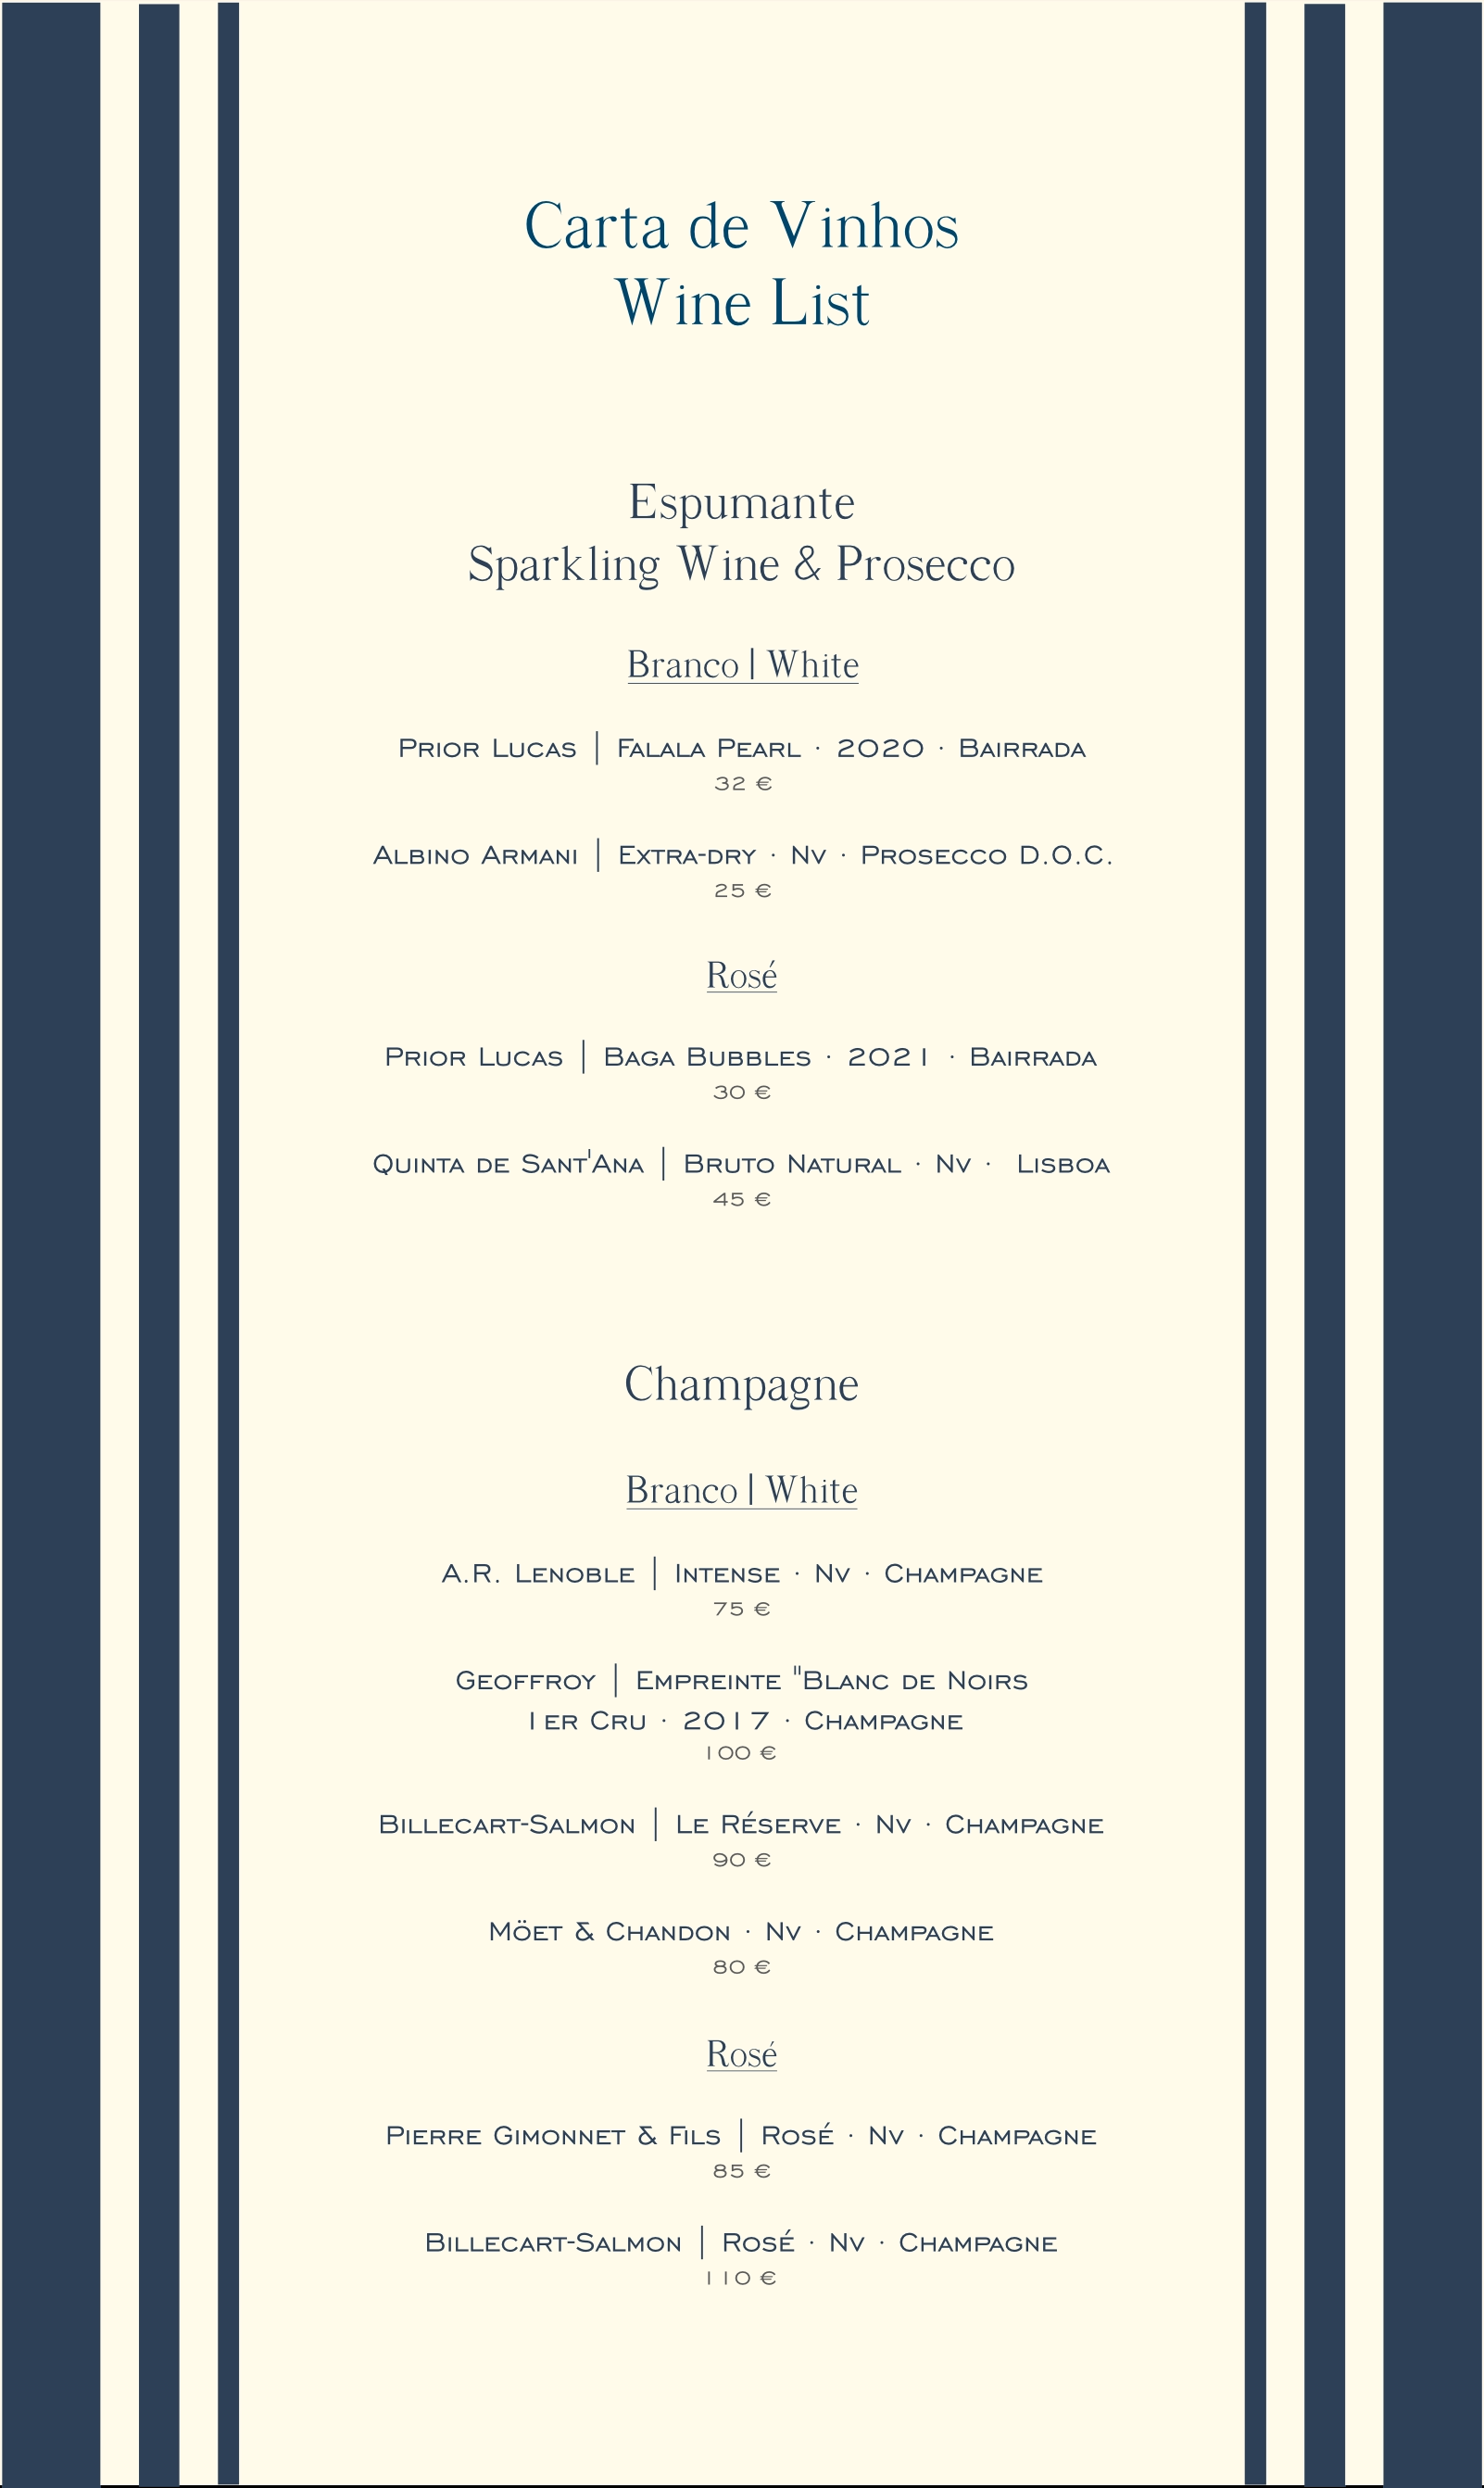 Carta de Vinhos
Wine List
Espumante
Sparkling Wine & Prosecco
Branco | White
Prior Lucas | Falala Pearl · 2020 · Bairrada
32 €
Albino Armani | Extra-dry · Nv · Prosecco D.O.C.
25 €
Rosé
Prior Lucas | Baga Bubbles · 2021 · Bairrada
30 €
Quinta de Sant'Ana | Bruto Natural · Nv · Lisboa
45 €
Champagne
Branco | White
A.R. Lenoble | Intense · Nv · Champagne
75 €
Geoffroy | Empreinte "Blanc de Noirs
1er Cru · 2017 · Champagne
100 €
Billecart-Salmon | Le Réserve · Nv · Champagne
90 €
Möet & Chandon · Nv · Champagne
80 €
Rosé
Pierre Gimonnet & Fils | Rosé · Nv · Champagne
85 €
Billecart-Salmon | Rosé · Nv · Champagne
110 €